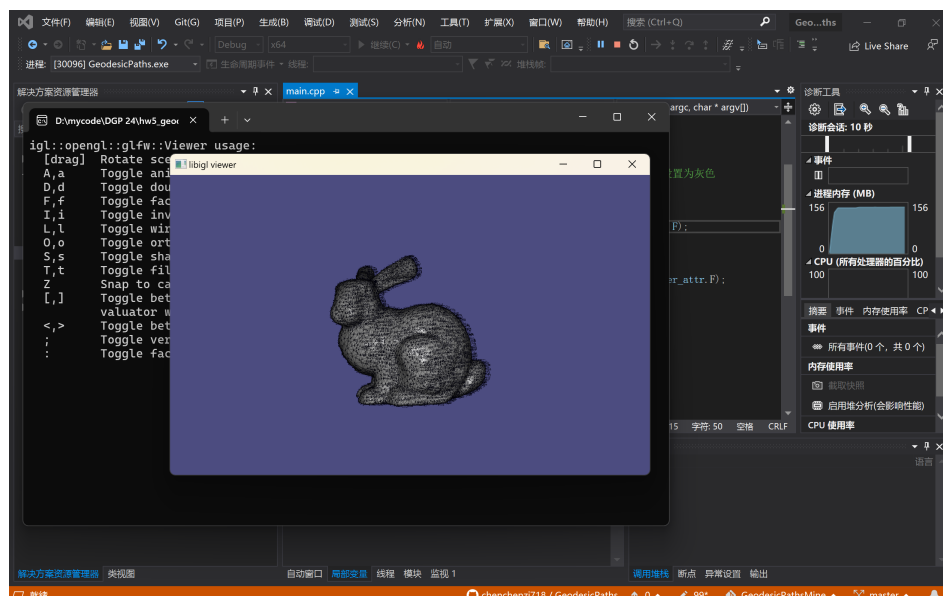 文件(F) 编辑(E) 视图(V) Git(G) 项目(P) 生成(B) 调试(D) 测试(S) 分析(N) 工具(T) 扩展(X) 窗口(W) 帮助(H) 搜索 (Ctrl+Q) Geo...ths
Debug x64 继续(C) 自动 Live Share
进程: [30096] GeodesicPaths.exe 生命周期事件 线程: 堆栈帧:
解决方案资源管理器 main.cpp 诊断工具
D:\mycode\DGP 24\hw5_geo argc, char * argv[])
诊断会话: 10 秒
igl::opengl::glfw::Viewer usage:
[drag] Rotate sce
libigl viewer
事件
A,a Toggle ani
置为灰色
D,d Toggle dou
F,f Toggle fac
进程内存 (MB)
I,i Toggle inv
156 156
L,l Toggle wir
F);
O,o Toggle ort
0 0
S,s Toggle sha
CPU (所有处理器的百分比)
T,t Toggle fil
100 100
er_attr.F);
Z Snap to ca
[,] Toggle bet
valuator w
摘要 事件 内存使用率 CP
<,> Toggle bet
事件
; Toggle ver
所有事件(0 个，共 0 个)
: Toggle fac
内存使用率
截取快照
启用堆分析(会影响性能)
15 字符: 50 空格 CRLF
CPU 使用率
语言
解决方案资源管理器 类视图 自动窗口 局部变量 线程 模块 监视 1 调用堆栈 断点 异常设置 输出
就绪 chenchenzi718 / GeodesicPaths 0 99* GeodesicPathsMine master